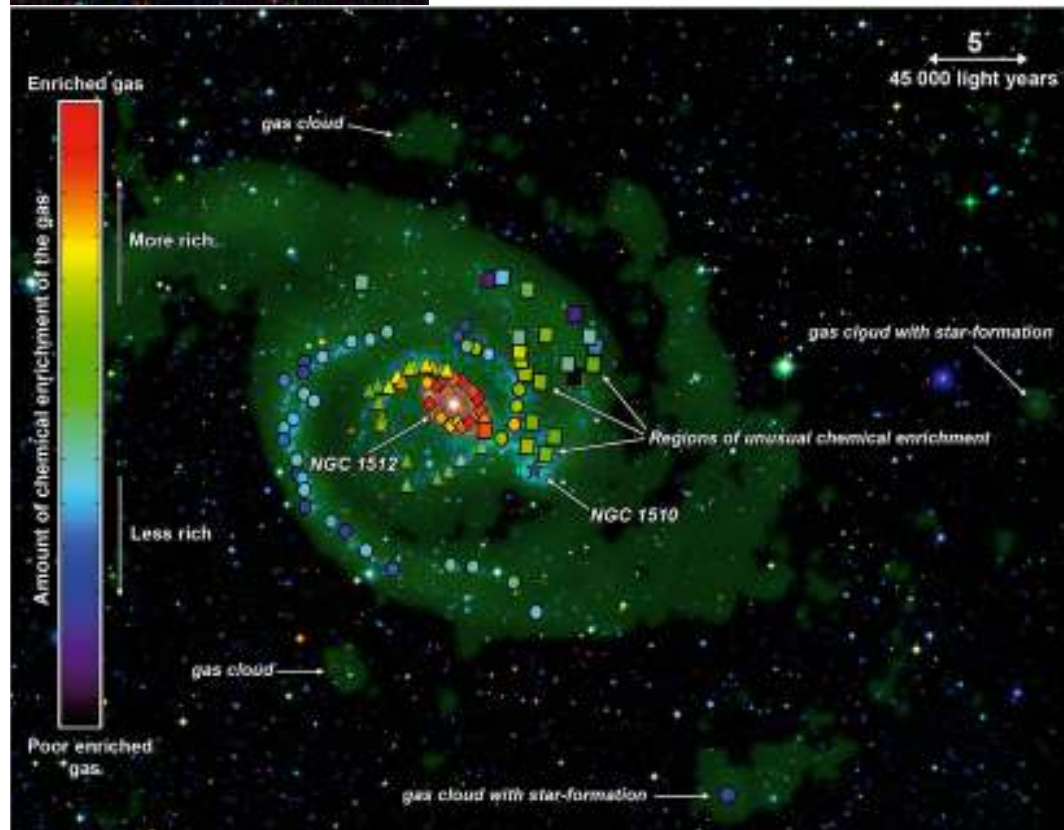 5'
45 000 light years
Enriched gas
gas cloud
Amount of chemical enrichment of the gas
More rich
gas cloud with star-formation
Regions of unusual chemical enrichment
NGC 1512
NGC 1510
Less rich
gas cloud
Poor enriched
gas
gas cloud with star-formation